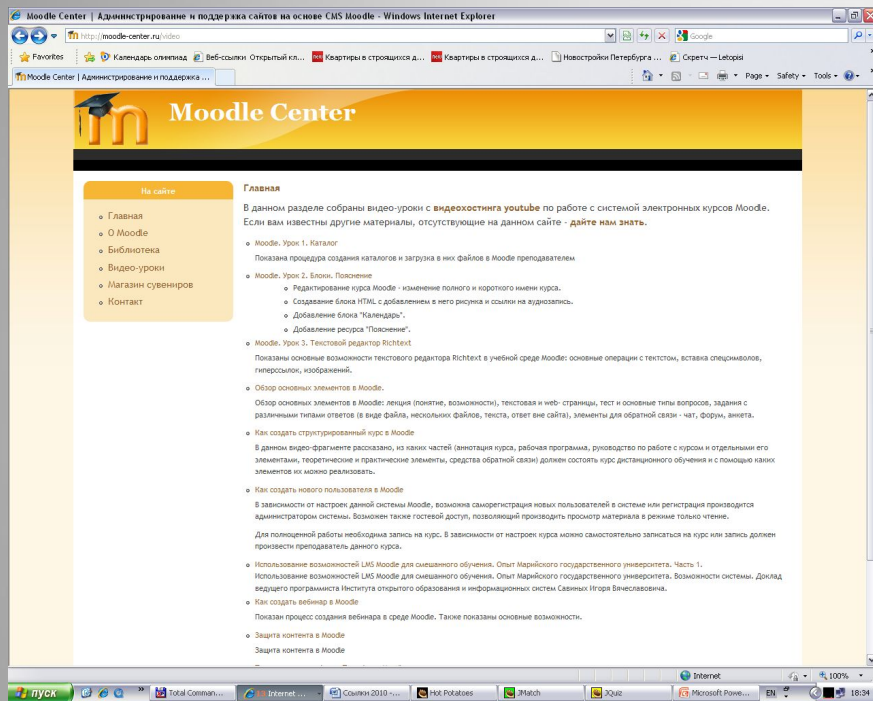 Moodle Center | Администрирование и поддержка сайтов на основе CMS Moodle - Windows Internet Explorer
http://moodle-center.ru/video
Google
Favorites
Календарь олимпиад
Веб-ссылки
Открытый кл...
Квартиры в строящихся д...
Квартиры в строящихся д...
Новостройки Петербурга ...
Скретч — Letopisi
Moodle Center | Администрирование и поддержка ...
Page
Safety
Tools
Moodle Center
На сайте
Главная
О Moodle
Библиотека
Видео-уроки
Магазин сувениров
Контакт
Главная
В данном разделе собраны видео-уроки с видеохостинга youtube по работе с системой электронных курсов Moodle.
Если вам известны другие материалы, отсутствующие на данном сайте - дайте нам знать.
Moodle. Урок 1. Каталог
Показана процедура создания каталогов и загрузка в них файлов в Moodle преподавателем
Moodle. Урок 2. Блоки. Пояснение
Редактирование курса Moodle - изменение полного и короткого имени курса.
Создавание блока HTML с добавлением в него рисунка и ссылки на аудиозапись.
Добавление блока "Календарь".
Добавление ресурса "Пояснение".
Moodle. Урок 3. Текстовой редактор Richtext
Показаны основные возможности текстового редактора Richtext в учебной среде Moodle: основные операции с тектстом, вставка спецсимволов,
гиперссылок, изображений.
Обзор основных элементов в Moodle.
Обзор основных элементов в Moodle: лекция (понятие, возможности), текстовая и web- страницы, тест и основные типы вопросов, задания с
различными типами ответов (в виде файла, нескольких файлов, текста, ответ вне сайта), элементы для обратной связи - чат, форум, анкета.
Как создать структурированный курс в Moodle
В данном видео-фрагменте рассказано, из каких частей (аннотация курса, рабочая программа, руководство по работе с курсом и отдельными его
элементами, теоретические и практические элементы, средства обратной связи) должен состоять курс дистанционного обучения и с помощью каких
элементов их можно реализовать.
Как создать нового пользователя в Moodle
В зависимости от настроек данной системы Moodle, возможна саморегистрация новых пользователей в системе или регистрация производится
администратором системы. Возможен также гостевой доступ, позволяющий производить просмотр материала в режиме только чтение.
Для полноценной работы необходима запись на курс. В зависимости от настроек курса можно самостоятельно записаться на курс или запись должен
произвести преподаватель данного курса.
Использование возможностей LMS Moodle для смешанного обучения. Опыт Марийского государственного университета. Часть 1.
Использование возможностей LMS Moodle для смешанного обучения. Опыт Марийского государственного университета. Возможности системы. Доклад
ведущего программиста Института открытого образования и информационных систем Савиных Игоря Вячеславовича.
Как создать вебинар в Moodle
Показан процесс создания вебинара в среде Moodle. Также показаны основные возможности.
Защита контента в Moodle
Защита контента в Moodle
Internet
100%
пуск
Total Comman...
Internet ...
Ссылки 2010 -...
Hot Potatoes
JMatch
JQuiz
Microsoft Powe...
EN
18:34